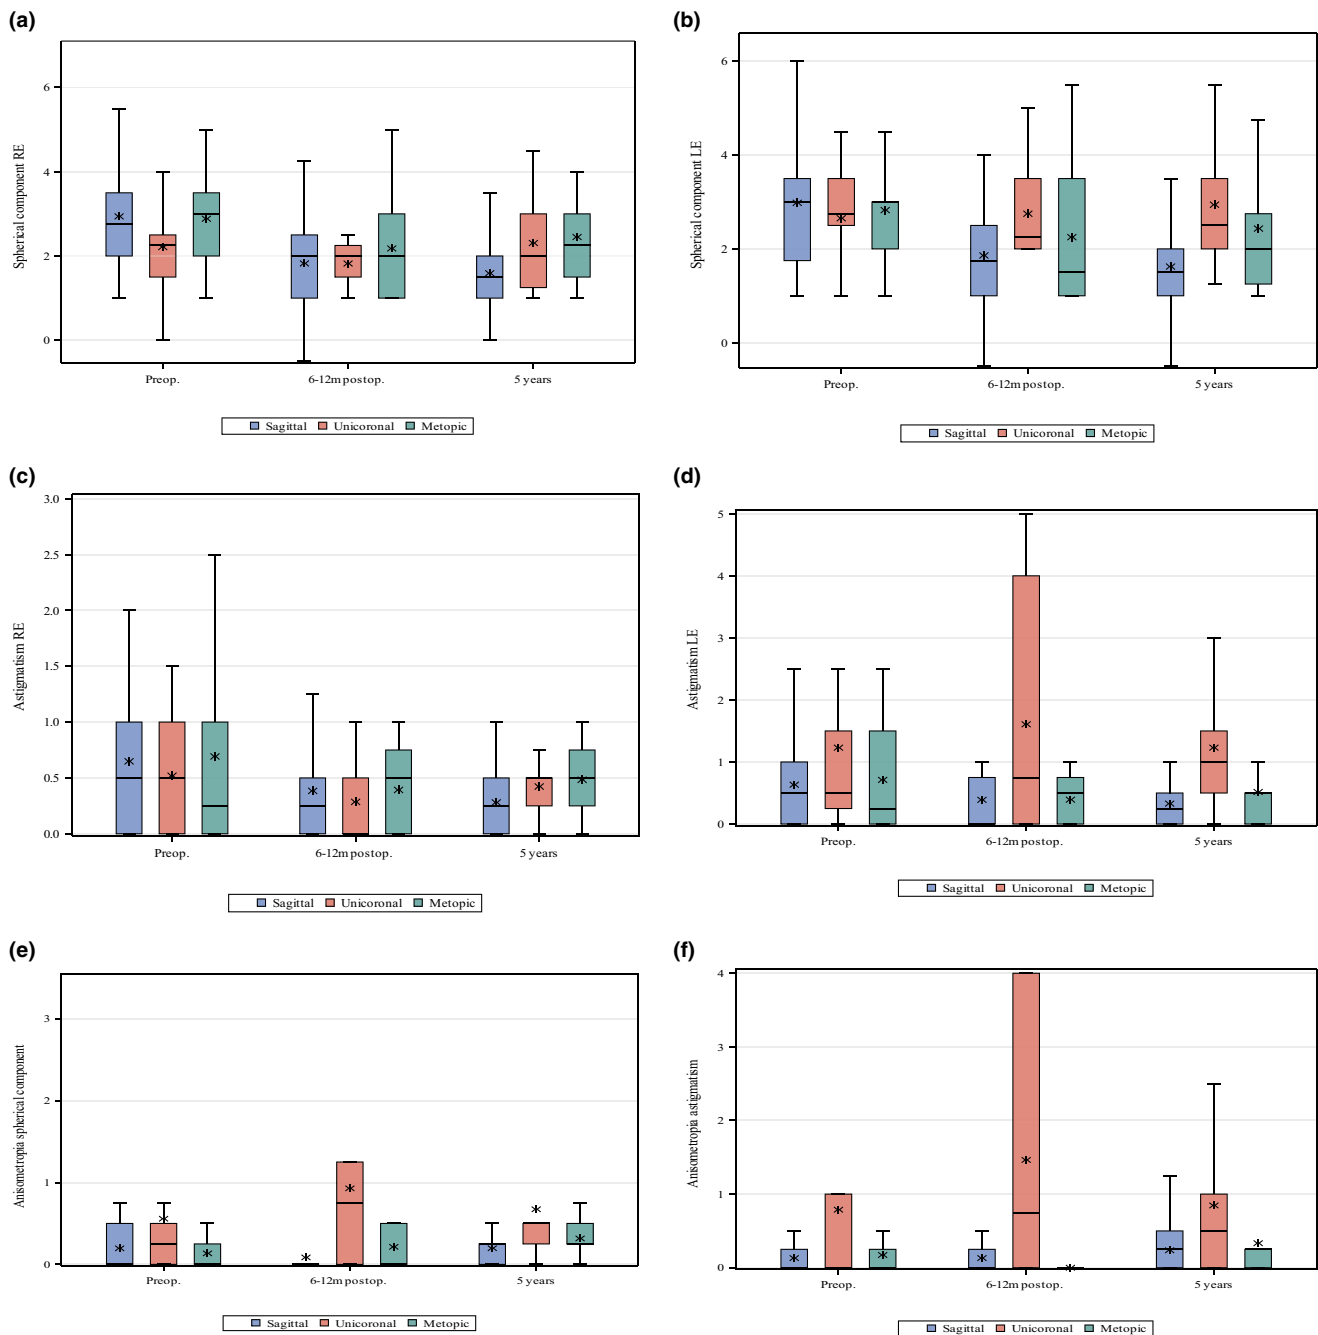 (a)
Spherical component RE
6
4
2
0
Preop. 6-12m postop. 5 years
Sagittal Unicoronal Metopic
(b)
Spherical component LE
6
4
2
0
Preop. 6-12m postop. 5 years
Sagittal Unicoronal Metopic
(c)
Astigmatism RE
3.0
2.5
2.0
1.5
1.0
0.5
0.0
Preop. 6-12m postop. 5 years
Sagittal Unicoronal Metopic
(d)
Astigmatism LE
5
4
3
2
1
0
Preop. 6-12m postop. 5 years
Sagittal Unicoronal Metopic
(e)
Anisometropia spherical component
3
2
1
0
Preop. 6-12m postop. 5 years
Sagittal Unicoronal Metopic
(f)
Anisometropia astigmatism
4
3
2
1
0
Preop. 6-12m postop. 5 years
Sagittal Unicoronal Metopic